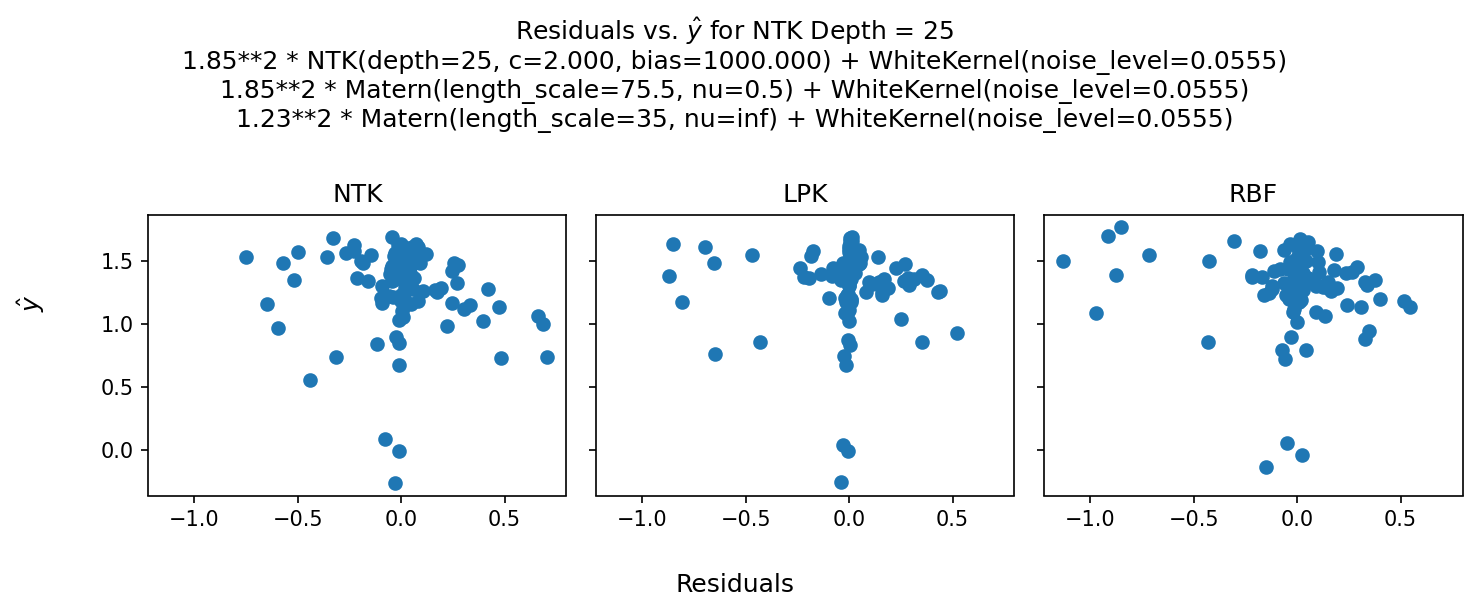 Residuals vs. ŷ for NTK Depth = 25
1.85**2 * NTK(depth=25, c=2.000, bias=1000.000) + WhiteKernel(noise_level=0.0555)
1.85**2 * Matern(length_scale=75.5, nu=0.5) + WhiteKernel(noise_level=0.0555)
1.23**2 * Matern(length_scale=35, nu=inf) + WhiteKernel(noise_level=0.0555)
NTK LPK RBF
ŷ
1.5
1.0
0.5
0.0
−1.0 −0.5 0.0 0.5 −1.0 −0.5 0.0 0.5 −1.0 −0.5 0.0 0.5
Residuals